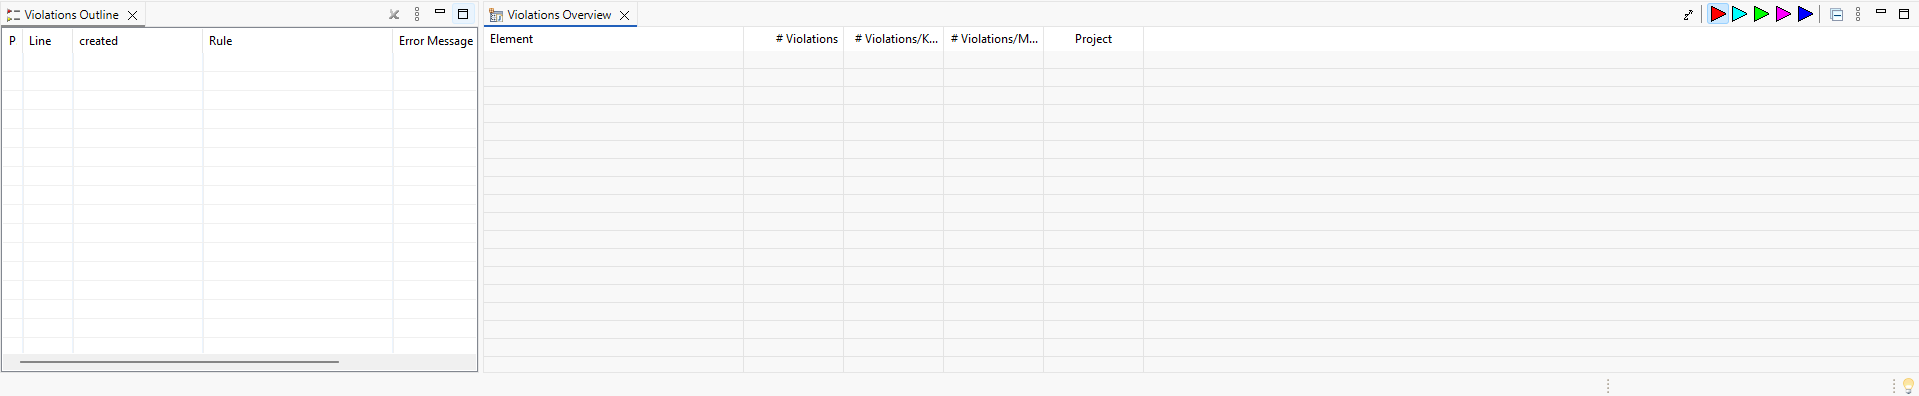 Violations Outline
P Line created Rule Error Message
Violations Overview
Element # Violations # Violations/K... # Violations/M... Project